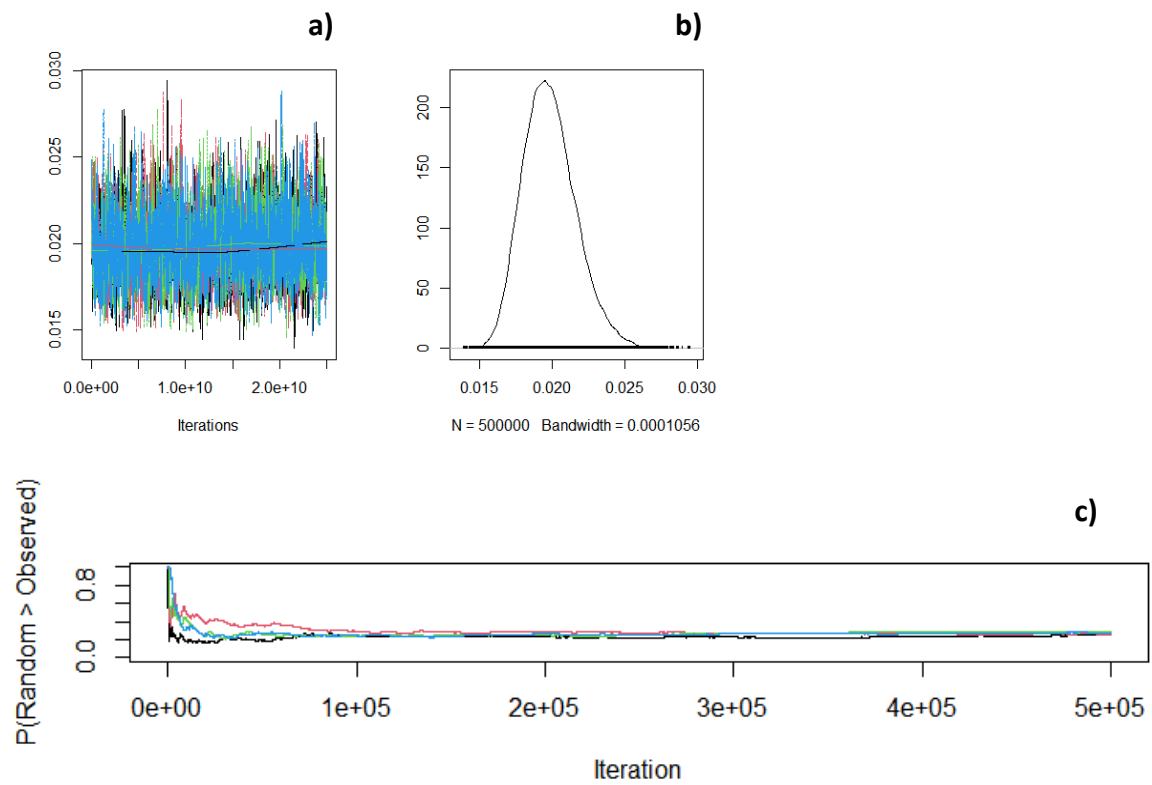 a)
b)
0.030
0.025
0.020
0.015
0.0e+00 1.0e+10 2.0e+10
Iterations
200
150
100
50
0
0.015 0.020 0.025 0.030
N = 500000 Bandwidth = 0.0001056
c)
P(Random > Observed)
0.8
0.0
0e+00 1e+05 2e+05 3e+05 4e+05 5e+05
Iteration